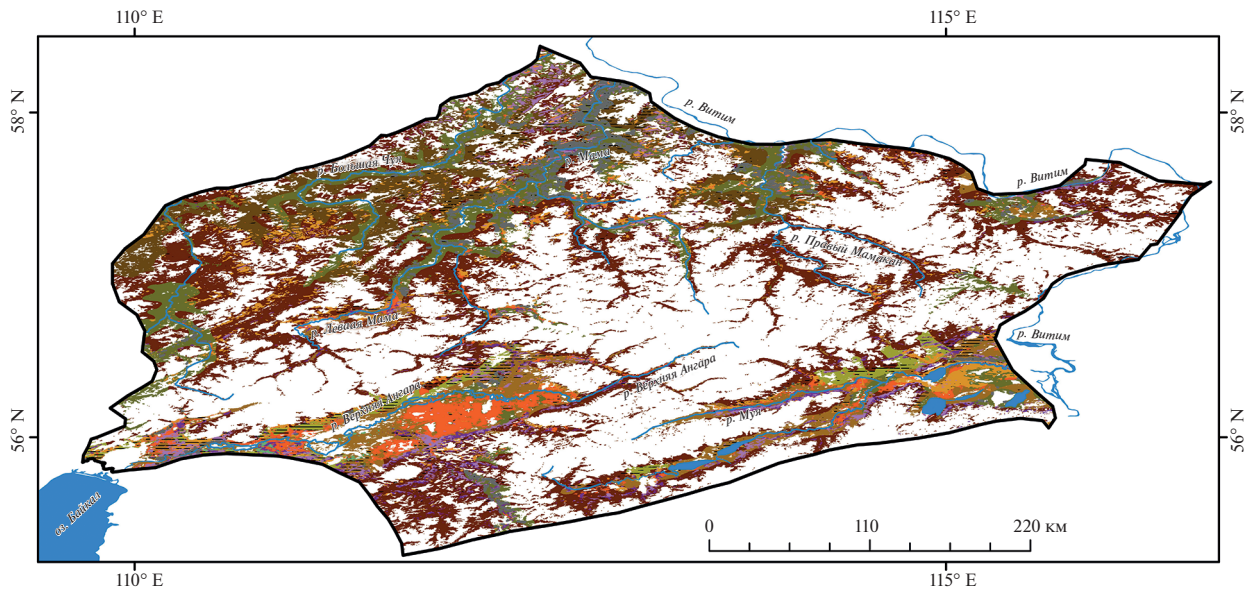 110° E
115° E
58° N
58° N
р. Витим
р. Мама
р. Большая Чуя
р. Витим
р. Правый Мамакан
р. Левая Мама
р. Витим
р. Верхняя Ангара
р. Верхняя Ангара
р. Муя
56° N
56° N
оз. Байкал
0
110
220 км
110° E
115° E